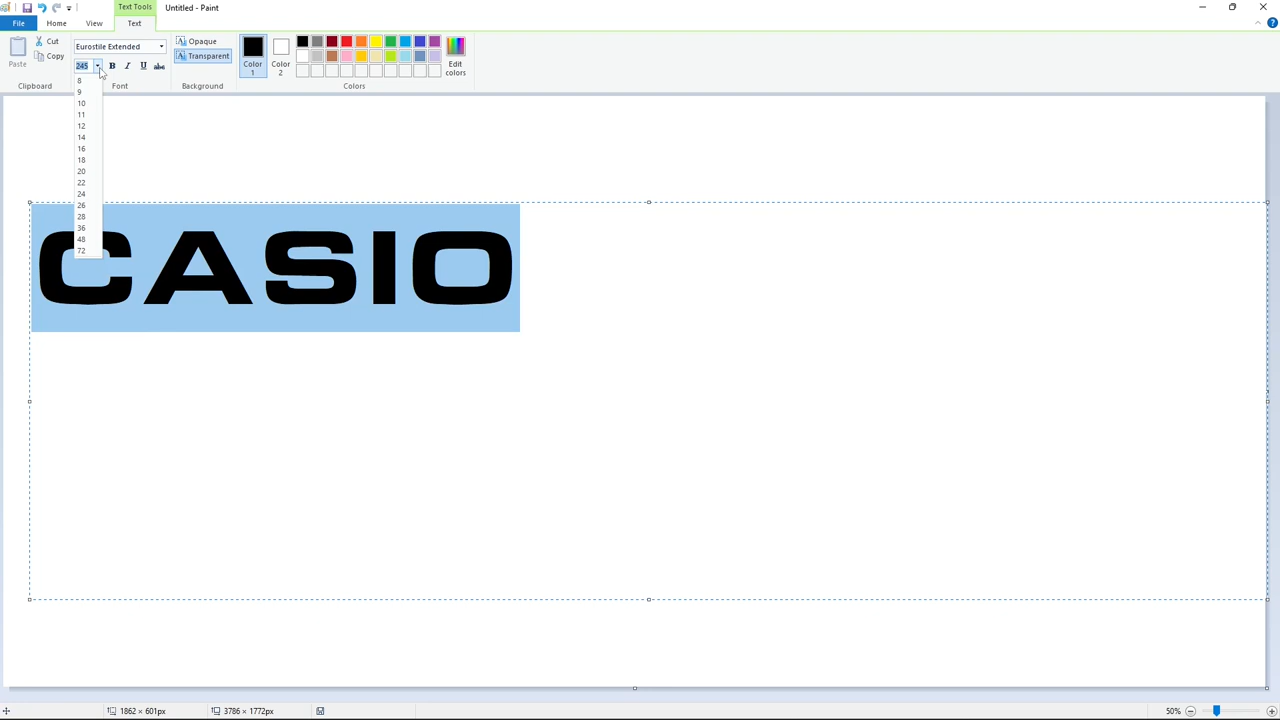 Text Tools Untitled - Paint
File Home View Text
Paste
Cut
Copy
Clipboard
Eurostile Extended
245 B I U abc
Font
Opaque
Transparent
Background
Color 1
Color 2
Edit colors
Colors
8
9
10
11
12
14
16
18
20
22
24
26
28
36
48
72
CASIO
1862 × 601px 3786 × 1772px 50%